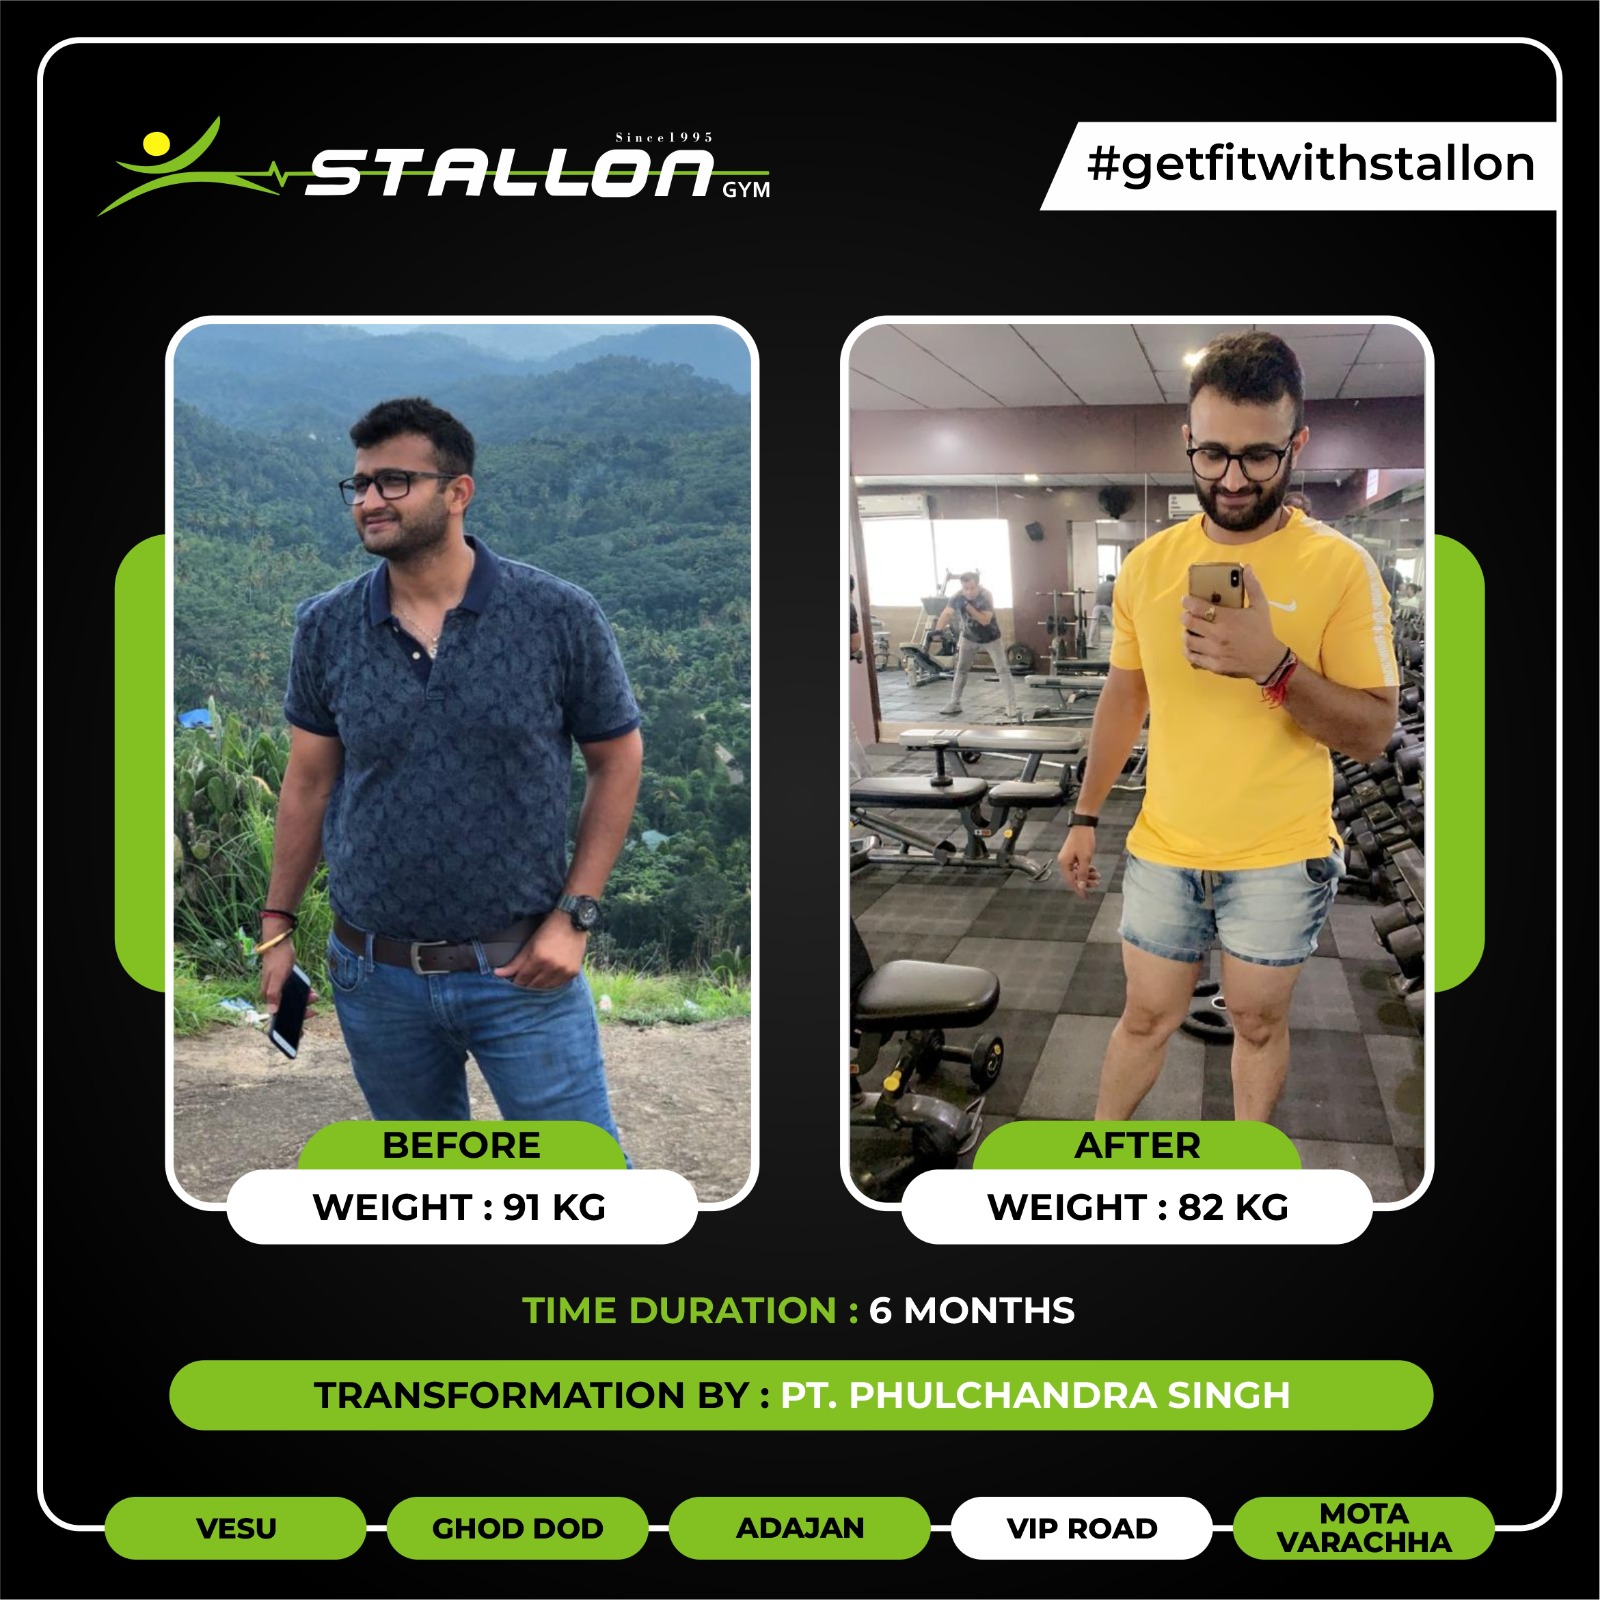 Since1995
STALLON
GYM
#getfitwithstallon
BEFORE
WEIGHT : 91 KG
AFTER
WEIGHT : 82 KG
TIME DURATION : 6 MONTHS
TRANSFORMATION BY : PT. PHULCHANDRA SINGH
VESU
GHOD DOD
ADAJAN
VIP ROAD
MOTA
VARACHHA